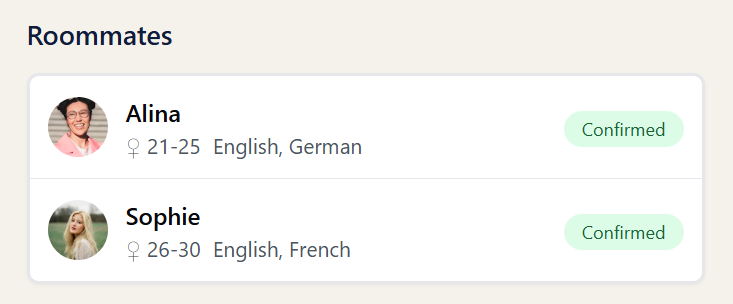 Roommates
Alina
♀ 21-25 English, German
Confirmed
Sophie
♀ 26-30 English, French
Confirmed